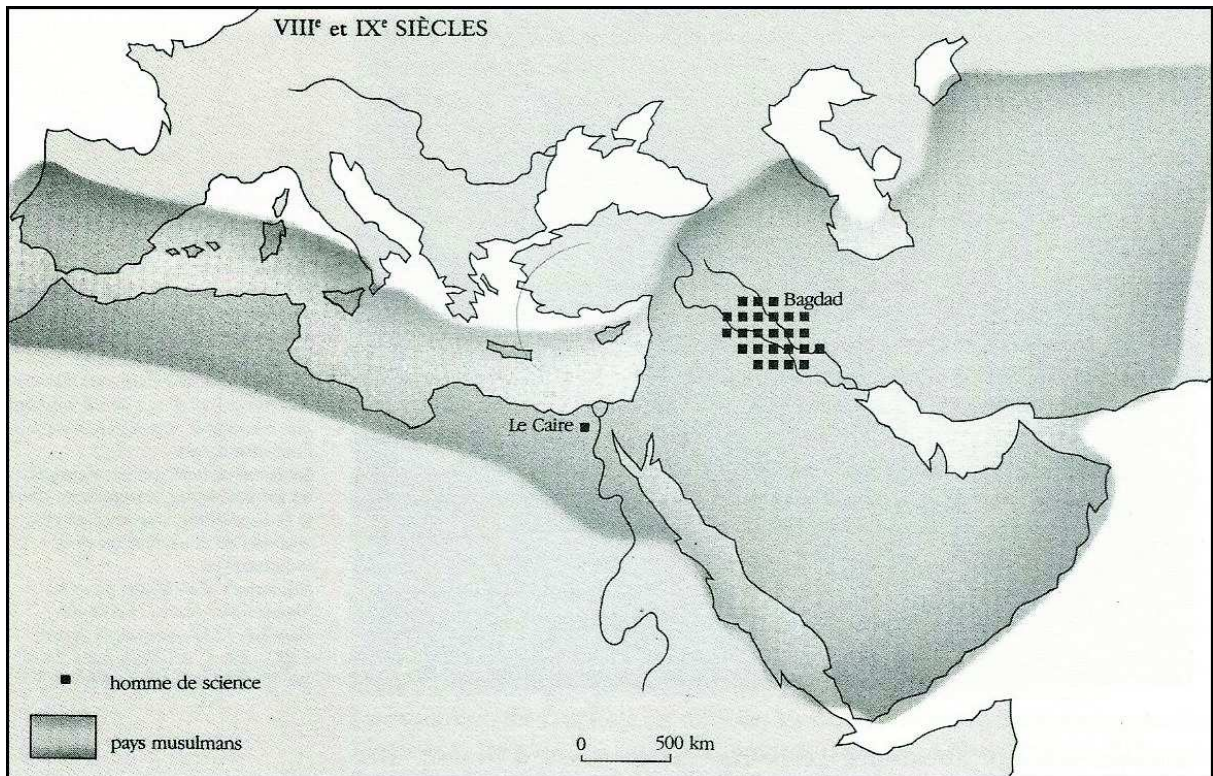 VIIIe et IXe SIÈCLES
Bagdad
Le Caire
homme de science
pays musulmans
0 500 km